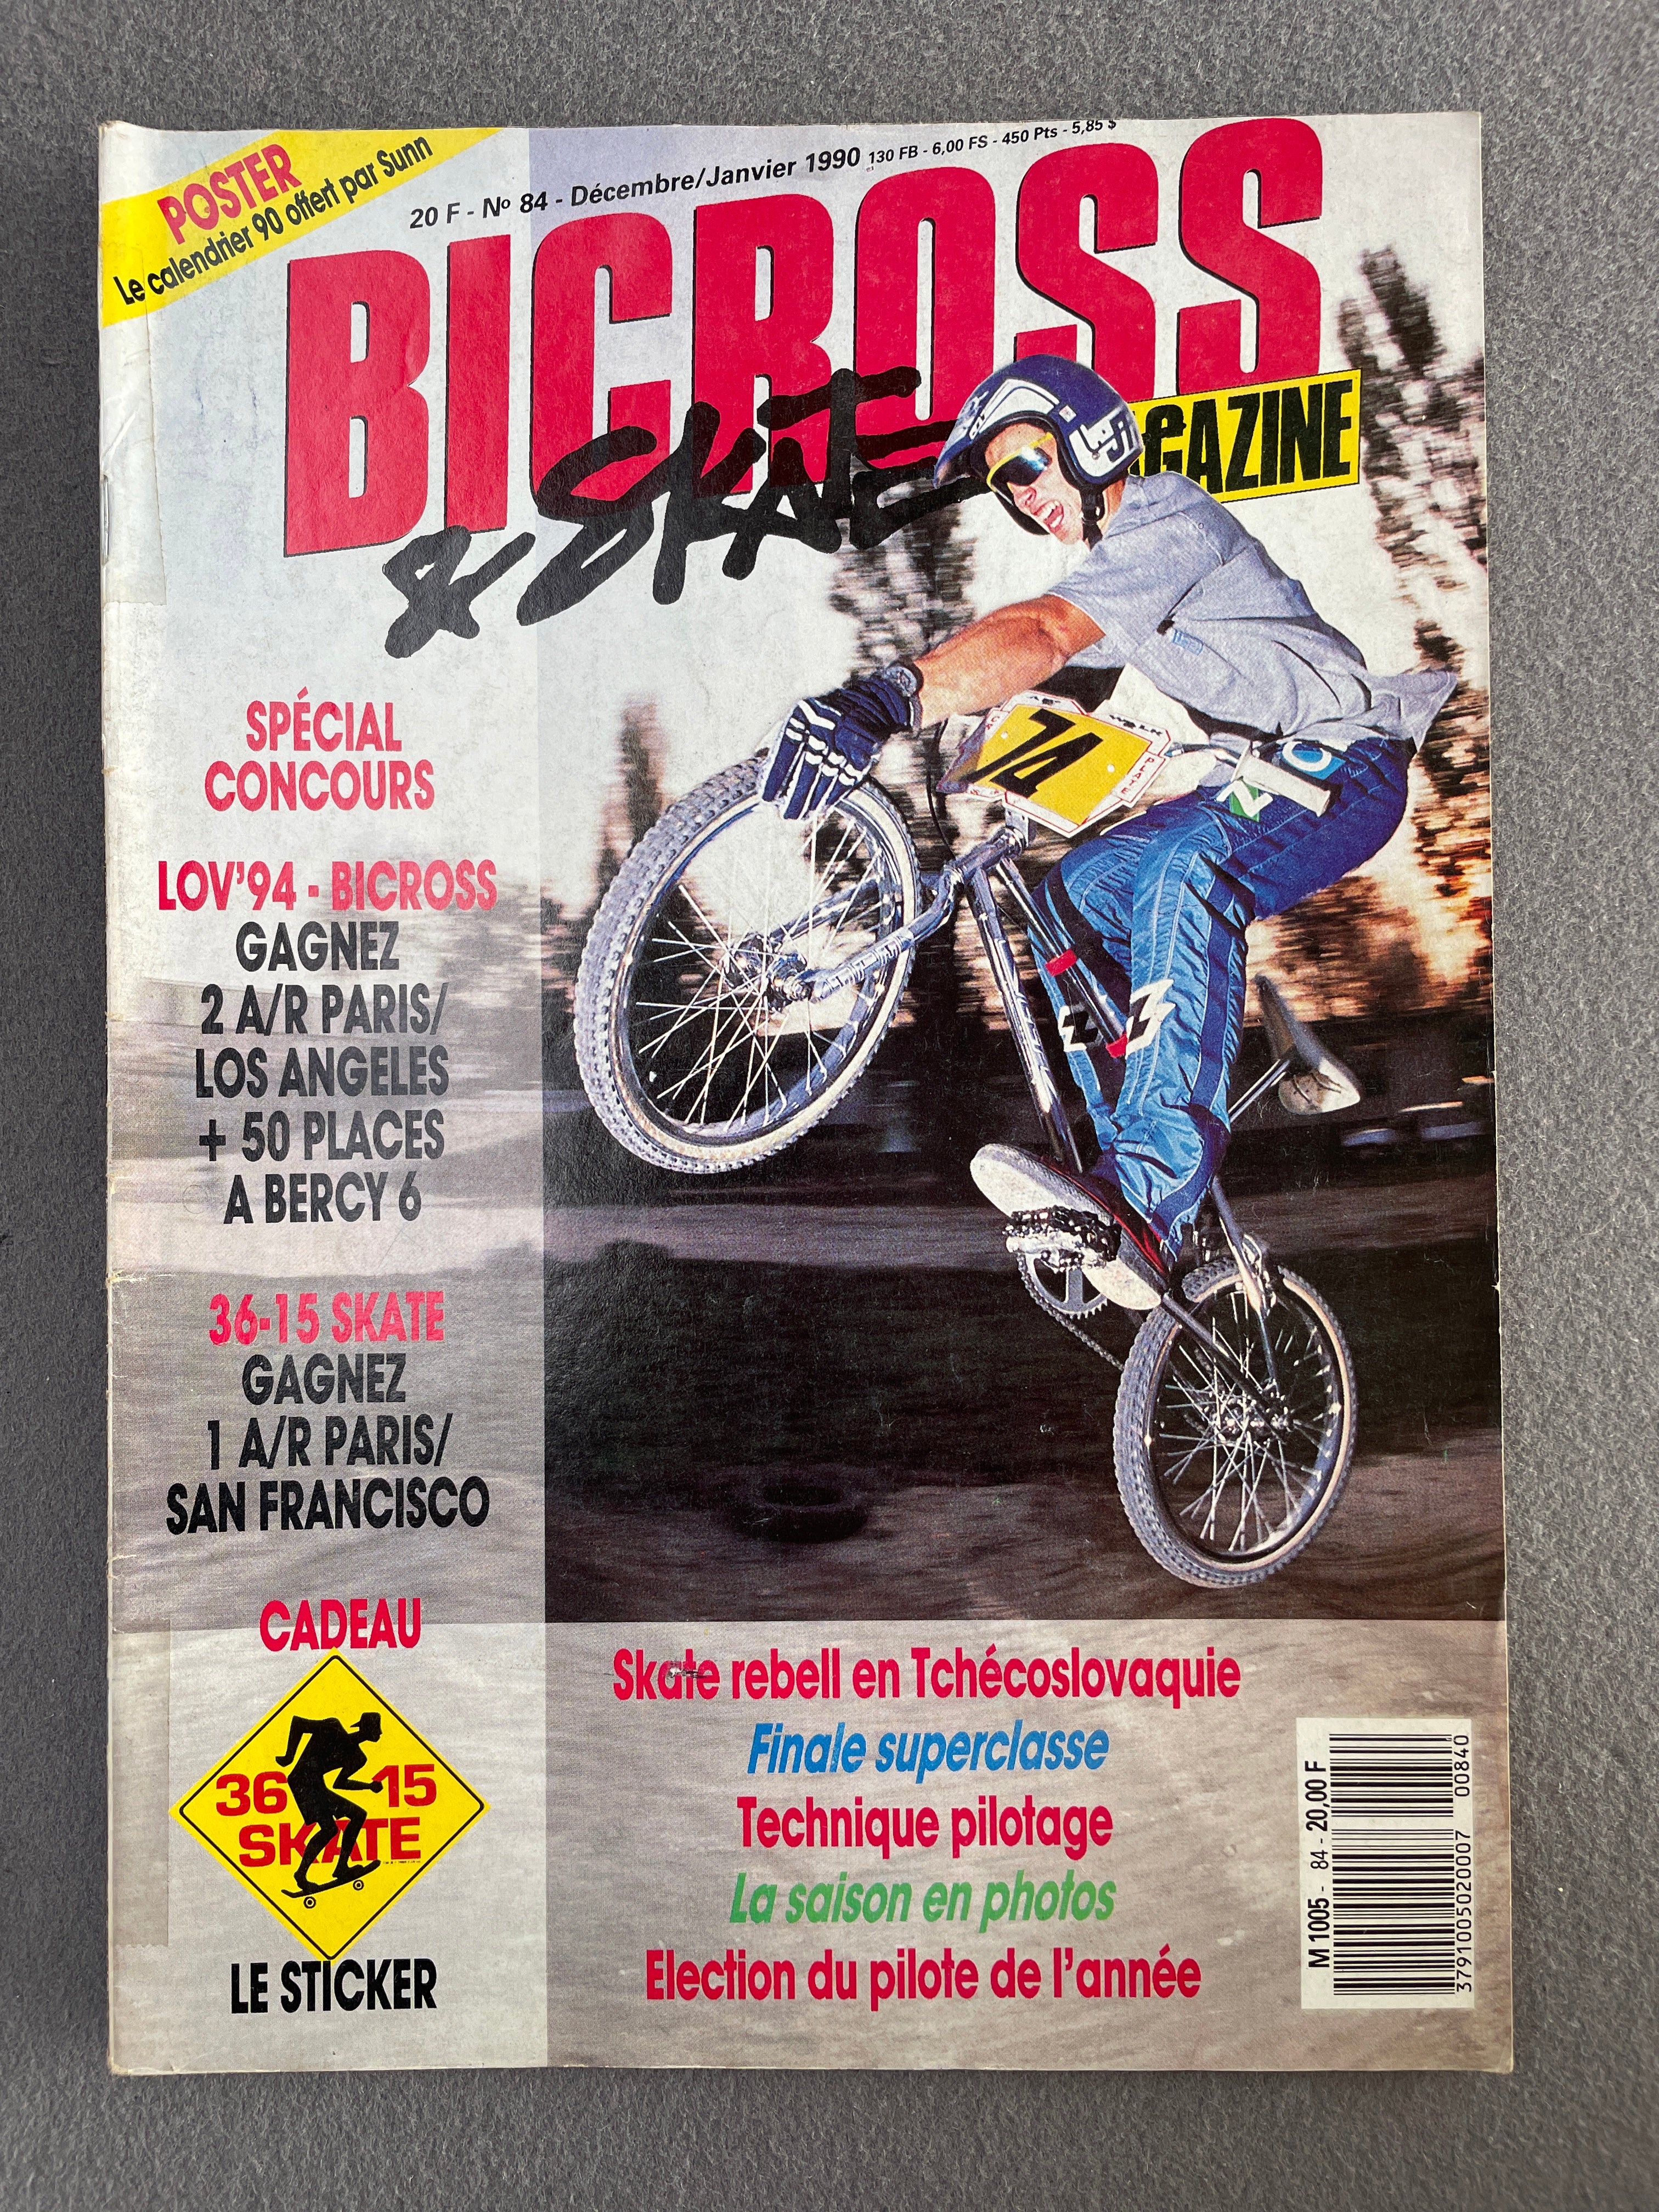 POSTER
Le calendrier 90 offert par Sunn
20 F - No 84 - Décembre/Janvier 1990 130 FB - 6,00 FS - 450 Pts - 5,85 $
BICROSS
& SKATE
MAGAZINE
74
PLATE
SPÉCIAL
CONCOURS
LOV'94 - BICROSS
GAGNEZ
2 A/R PARIS/
LOS ANGELES
+ 50 PLACES
A BERCY 6
36-15 SKATE
GAGNEZ
1 A/R PARIS/
SAN FRANCISCO
CADEAU
36 15
SKATE
LE STICKER
Skate rebell en Tchécoslovaquie
Finale superclasse
Technique pilotage
La saison en photos
Election du pilote de l'année
M 1005 - 84 - 20,00 F
3791005020007 00840